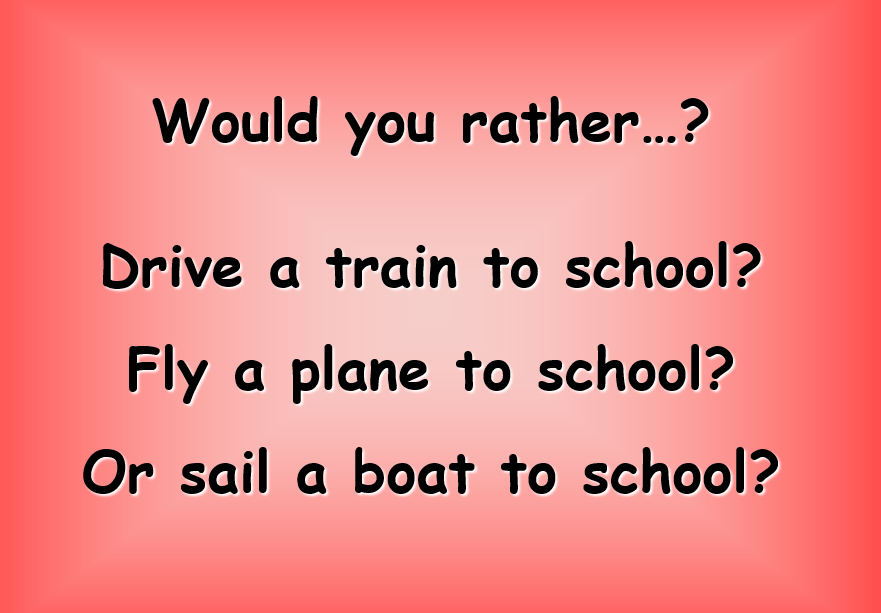 Would you rather…?
Drive a train to school?
Fly a plane to school?
Or sail a boat to school?